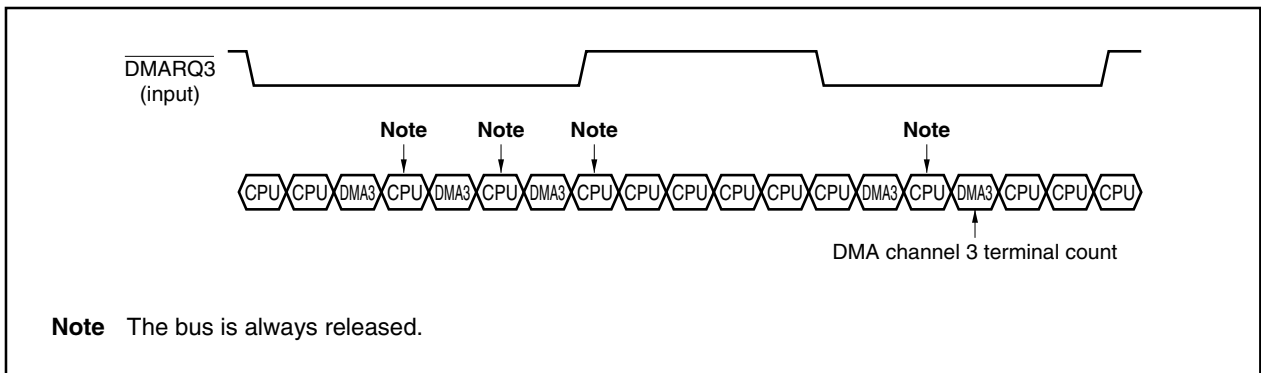 DMARQ3
(input)
Note Note Note Note
CPU CPU DMA3 CPU DMA3 CPU DMA3 CPU CPU CPU CPU CPU CPU DMA3 CPU DMA3 CPU CPU CPU
DMA channel 3 terminal count
Note The bus is always released.